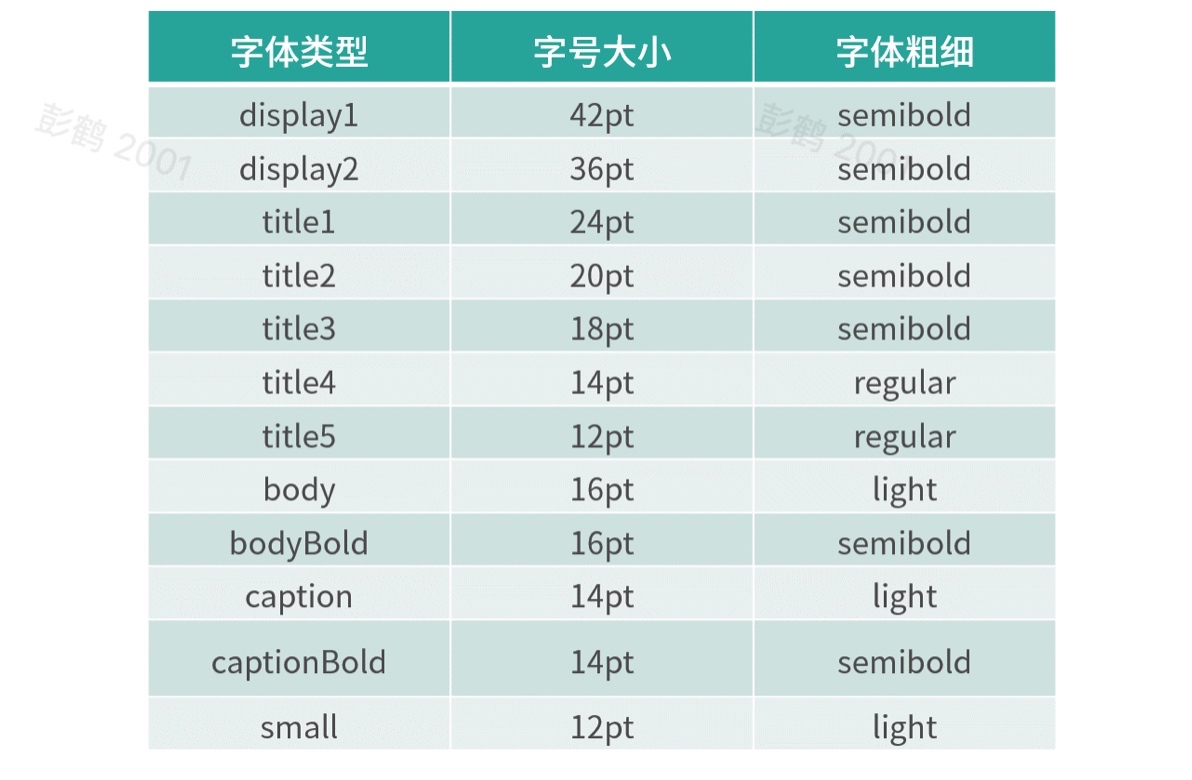 字体类型 字号大小 字体粗细
display1 42pt semibold
彭鹤 2001
彭鹤 200
display2 36pt semibold
title1 24pt semibold
title2 20pt semibold
title3 18pt semibold
title4 14pt regular
title5 12pt regular
body 16pt light
bodyBold 16pt semibold
caption 14pt light
captionBold 14pt semibold
small 12pt light